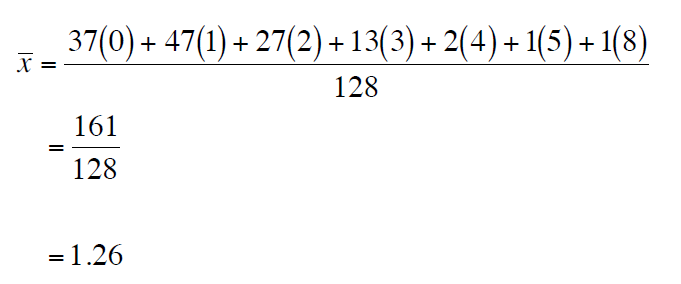 x̅ = 37(0) + 47(1) + 27(2) + 13(3) + 2(4) + 1(5) + 1(8) / 128
= 161 / 128
= 1.26